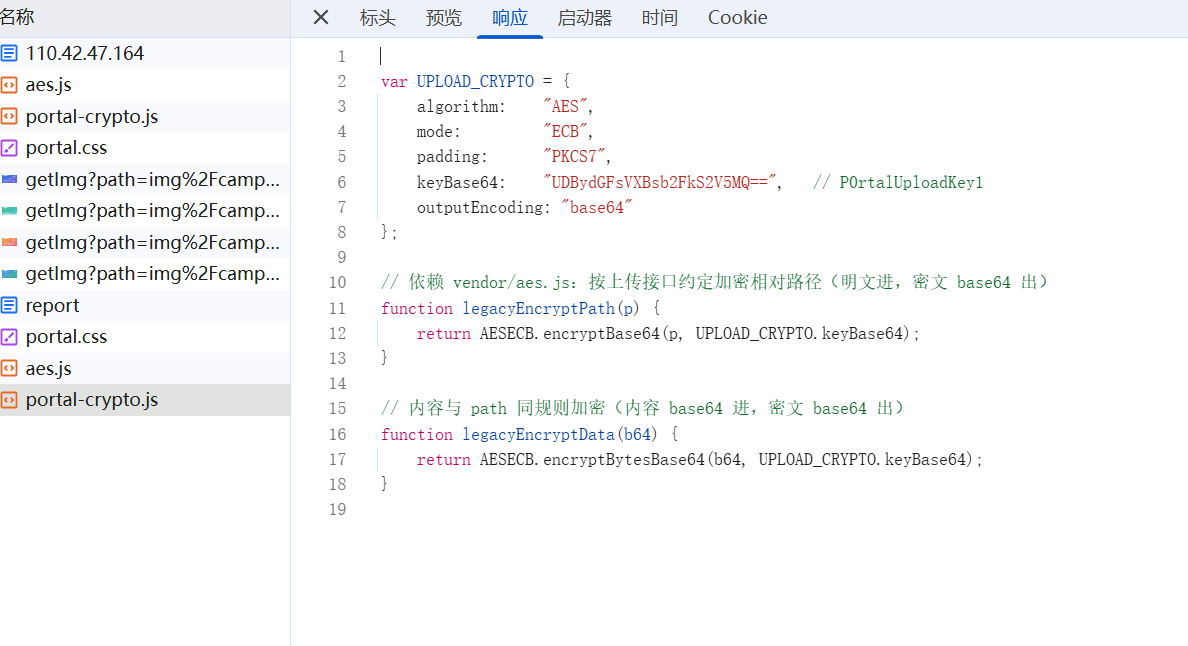 名称
标头 预览 响应 启动器 时间 Cookie
110.42.47.164
aes.js
portal-crypto.js
portal.css
getImg?path=img%2Fcamp...
getImg?path=img%2Fcamp...
getImg?path=img%2Fcamp...
getImg?path=img%2Fcamp...
report
portal.css
aes.js
portal-crypto.js
1
2 var UPLOAD_CRYPTO = {
3 algorithm: "AES",
4 mode: "ECB",
5 padding: "PKCS7",
6 keyBase64: "UDBydGFsVXBsb2FkS2V5MQ==", // P0rtalUploadKey1
7 outputEncoding: "base64"
8 };
9
10 // 依赖 vendor/aes.js：按上传接口约定加密相对路径（明文进，密文 base64 出）
11 function legacyEncryptPath(p) {
12 return AESECB.encryptBase64(p, UPLOAD_CRYPTO.keyBase64);
13 }
14
15 // 内容与 path 同规则加密（内容 base64 进，密文 base64 出）
16 function legacyEncryptData(b64) {
17 return AESECB.encryptBytesBase64(b64, UPLOAD_CRYPTO.keyBase64);
18 }
19